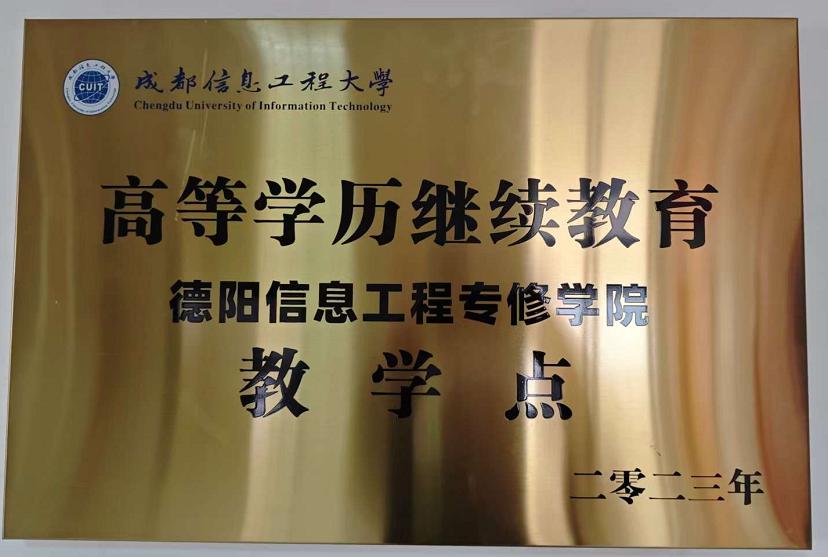 CUIT
成都信息工程大學
Chengdu University of Information Technology
高等学历继续教育
德阳信息工程专修学院
教学点
二零二三年